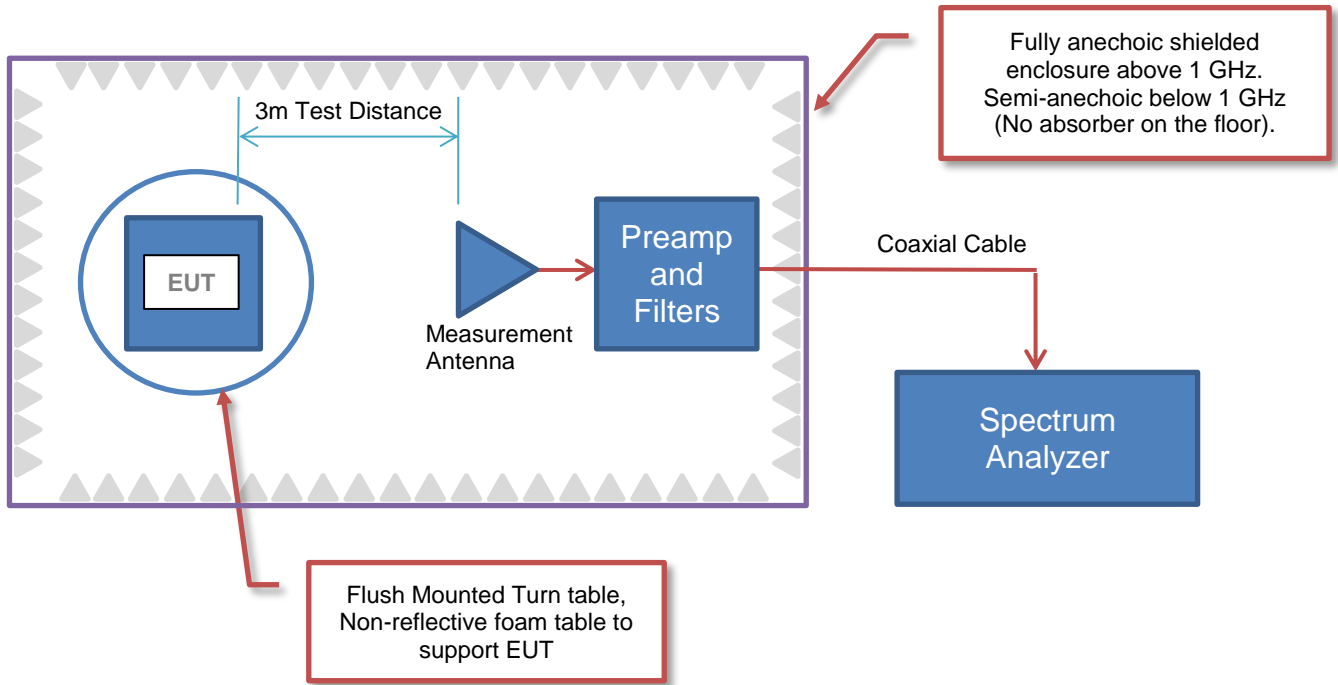 Fully anechoic shielded
enclosure above 1 GHz.
Semi-anechoic below 1 GHz
(No absorber on the floor).
3m Test Distance
EUT
Measurement
Antenna
Preamp
and
Filters
Coaxial Cable
Spectrum
Analyzer
Flush Mounted Turn table,
Non-reflective foam table to
support EUT